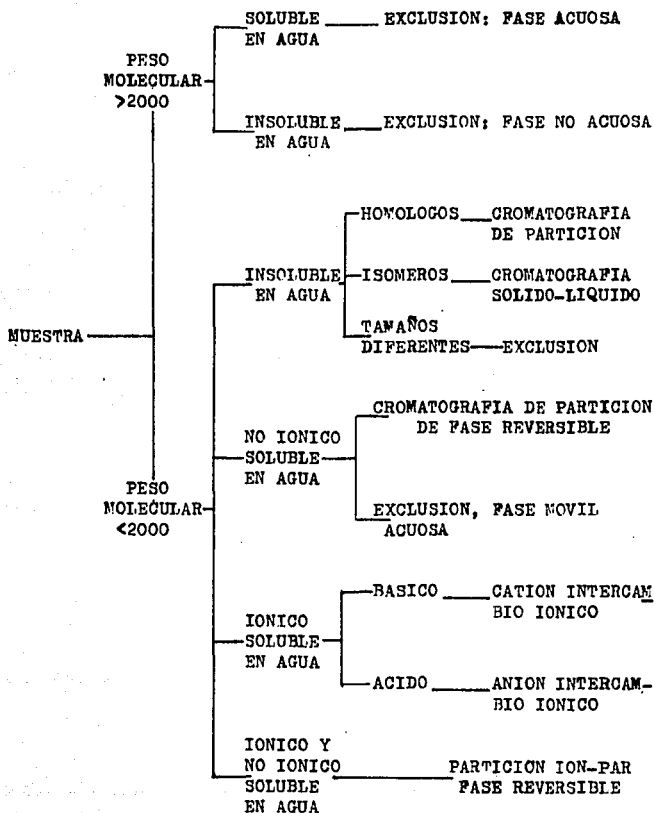 SOLUBLE
EN AGUA
EXCLUSION: FASE ACUOSA
PESO
MOLECULAR
>2000
INSOLUBLE
EN AGUA
EXCLUSION: FASE NO ACUOSA
HOMOLOGOS
CROMATOGRAFIA
DE PARTICION
INSOLUBLE
EN AGUA
ISOMEROS
CROMATOGRAFIA
SOLIDO-LIQUIDO
TAMAÑOS
DIFERENTES
EXCLUSION
MUESTRA
CROMATOGRAFIA DE PARTICION
DE FASE REVERSIBLE
NO IONICO
SOLUBLE
EN AGUA
EXCLUSION, FASE MOVIL
ACUOSA
PESO
MOLECULAR
<2000
BASICO
CATION INTERCAM
BIO IONICO
IONICO
SOLUBLE
EN AGUA
ACIDO
ANION INTERCAM-
BIO IONICO
IONICO Y
NO IONICO
SOLUBLE
EN AGUA
PARTICION ION-PAR
FASE REVERSIBLE